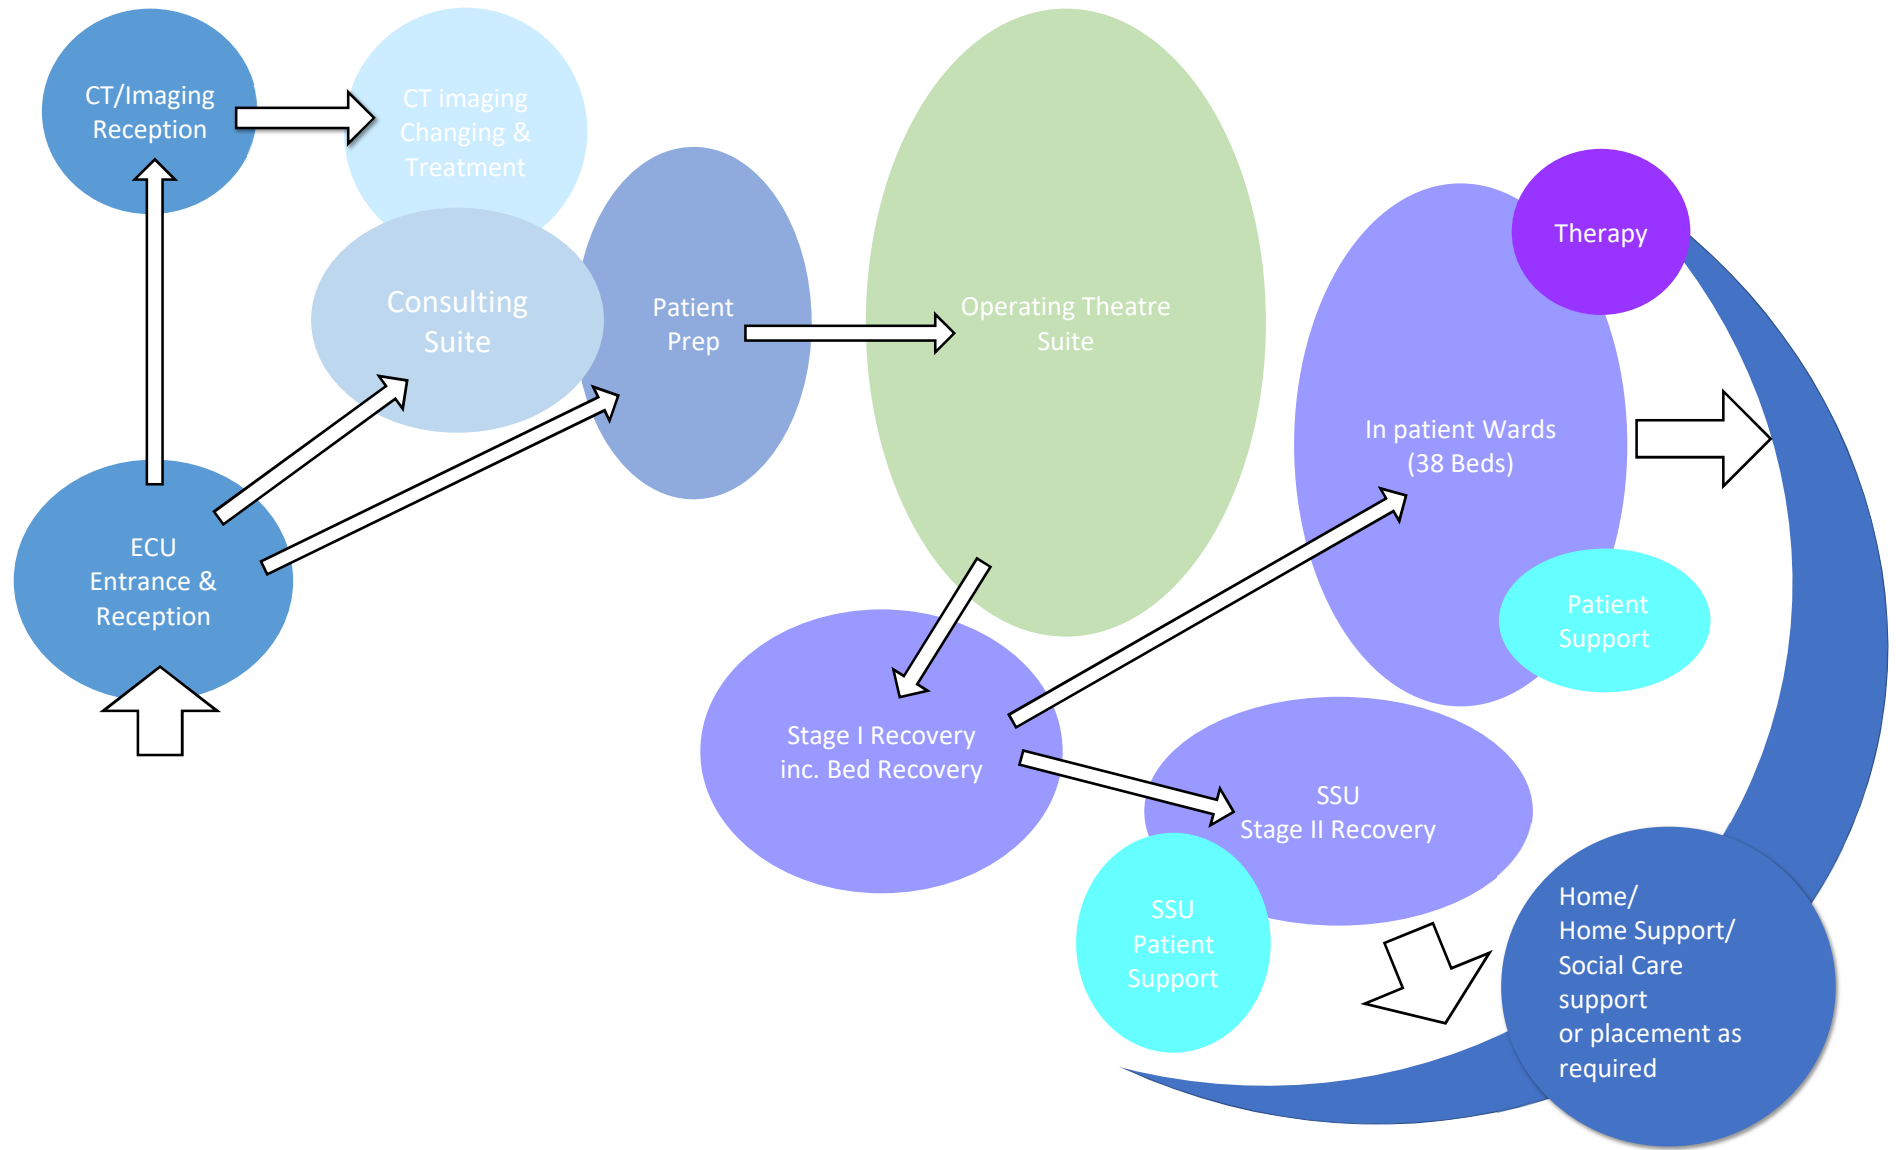 CT/Imaging
Reception
CT imaging
Changing &
Treatment
Consulting
Suite
Patient
Prep
Operating Theatre
Suite
Therapy
In patient Wards
(38 Beds)
ECU
Entrance &
Reception
Patient
Support
Stage I Recovery
inc. Bed Recovery
SSU
Stage II Recovery
SSU
Patient
Support
Home/
Home Support/
Social Care
support
or placement as
required